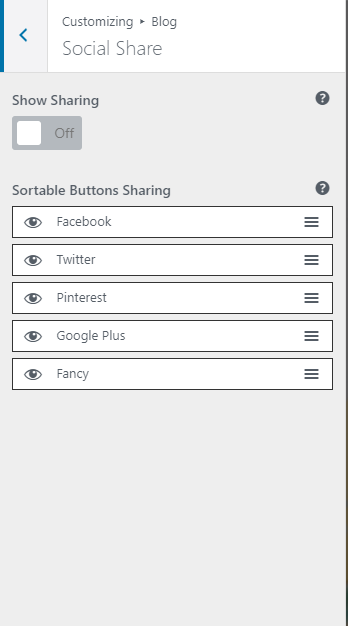 Customizing ▸ Blog
Social Share
Show Sharing
Off
Sortable Buttons Sharing
Facebook
Twitter
Pinterest
Google Plus
Fancy